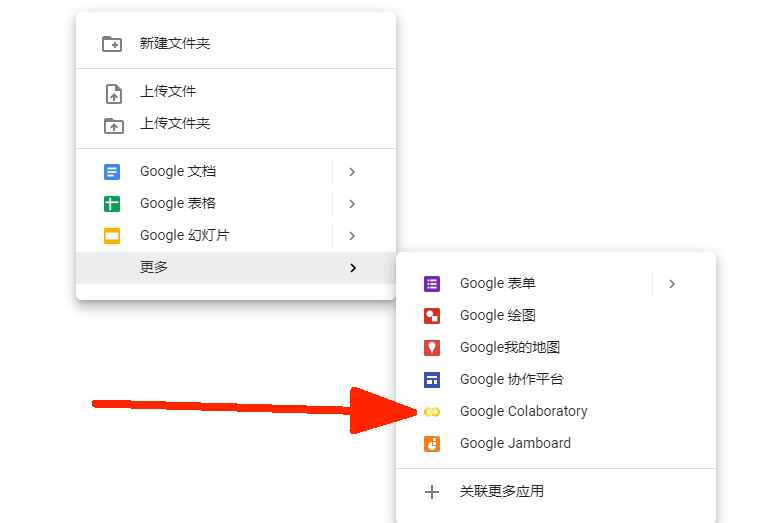 新建文件夹
上传文件
上传文件夹
Google 文档
Google 表格
Google 幻灯片
更多
Google 表单
Google 绘图
Google我的地图
Google 协作平台
Google Colaboratory
Google Jamboard
关联更多应用